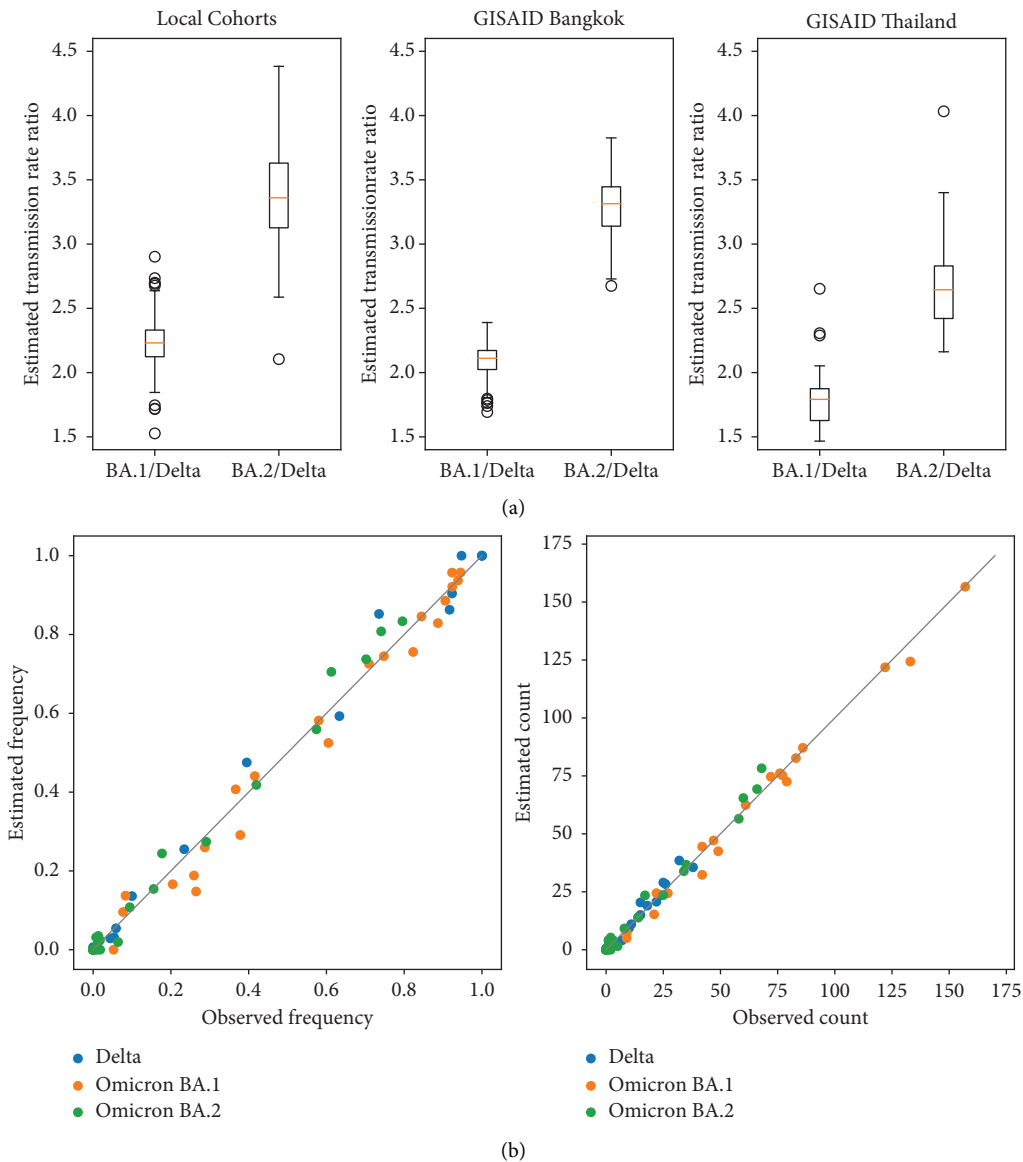 Local Cohorts
GISAID Bangkok
GISAID Thailand
Estimated transmission rate ratio
4.5
4.0
3.5
3.0
2.5
2.0
1.5
BA.1/Delta
BA.2/Delta
Estimated transmissionrate ratio
4.5
4.0
3.5
3.0
2.5
2.0
1.5
BA.1/Delta
BA.2/Delta
Estimated transmission rate ratio
4.5
4.0
3.5
3.0
2.5
2.0
1.5
BA.1/Delta
BA.2/Delta
(a)
Estimated frequency
1.0
0.8
0.6
0.4
0.2
0.0
0.0 0.2 0.4 0.6 0.8 1.0
Observed frequency
Delta
Omicron BA.1
Omicron BA.2
Estimated count
175
150
125
100
75
50
25
0
0 25 50 75 100 125 150 175
Observed count
Delta
Omicron BA.1
Omicron BA.2
(b)